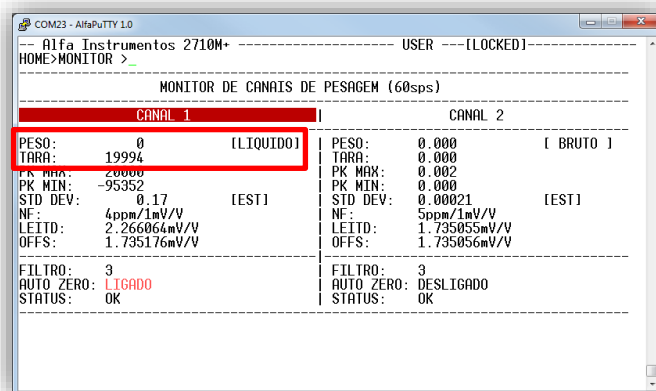 COM23 - AlfaPuTTY 1.0
-- Alfa Instrumentos 2710M+ -------------------- USER ---[LOCKED]-------------
HOME>MONITOR >_
MONITOR DE CANAIS DE PESAGEM (60sps)
CANAL 1 | CANAL 2
PESO: 0 [LIQUIDO] | PESO: 0.000 [ BRUTO ]
TARA: 19994 | TARA: 0.000
PK MAX: 20000 | PK MAX: 0.002
PK MIN: -95352 | PK MIN: 0.000
STD DEV: 0.17 [EST] | STD DEV: 0.00021 [EST]
NF: 4ppm/1mV/V | NF: 5ppm/1mV/V
LEITD: 2.266064mV/V | LEITD: 1.735055mV/V
OFFS: 1.735176mV/V | OFFS: 1.735056mV/V
FILTRO: 3 | FILTRO: 3
AUTO ZERO: LIGADO | AUTO ZERO: DESLIGADO
STATUS: OK | STATUS: OK